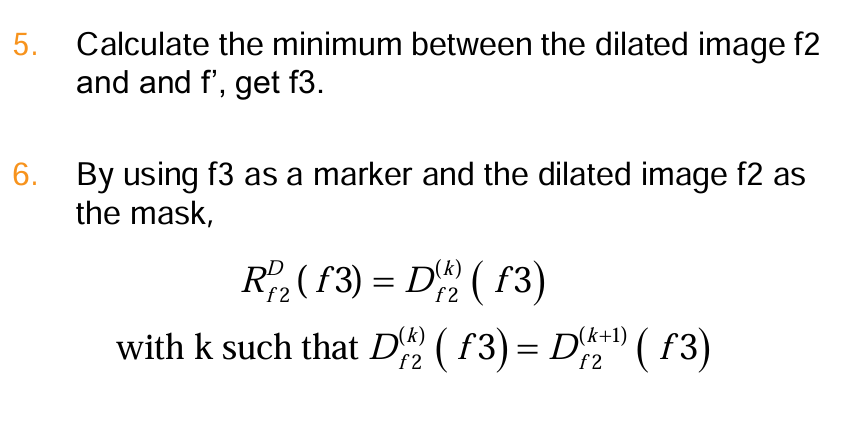 5. Calculate the minimum between the dilated image f2
and and f', get f3.
6. By using f3 as a marker and the dilated image f2 as
the mask,
$R_{f2}^{D}(f3) = D_{f2}^{(k)}(f3)$
with k such that $D_{f2}^{(k)}(f3) = D_{f2}^{(k+1)}(f3)$